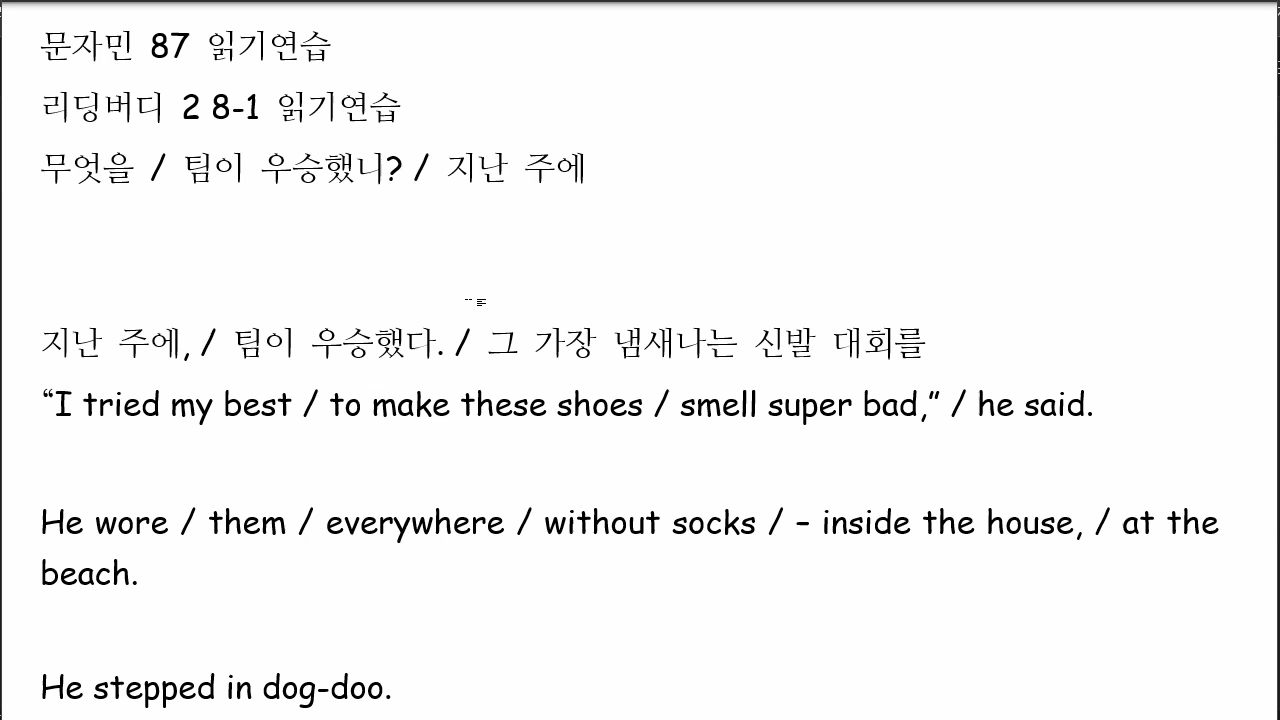 문자민 87 읽기연습
리딩버디 2 8-1 읽기연습
무엇을 / 팀이 우승했니? / 지난 주에
지난 주에, / 팀이 우승했다. / 그 가장 냄새나는 신발 대회를
“I tried my best / to make these shoes / smell super bad,” / he said.
He wore / them / everywhere / without socks / – inside the house, / at the
beach.
He stepped in dog-doo.